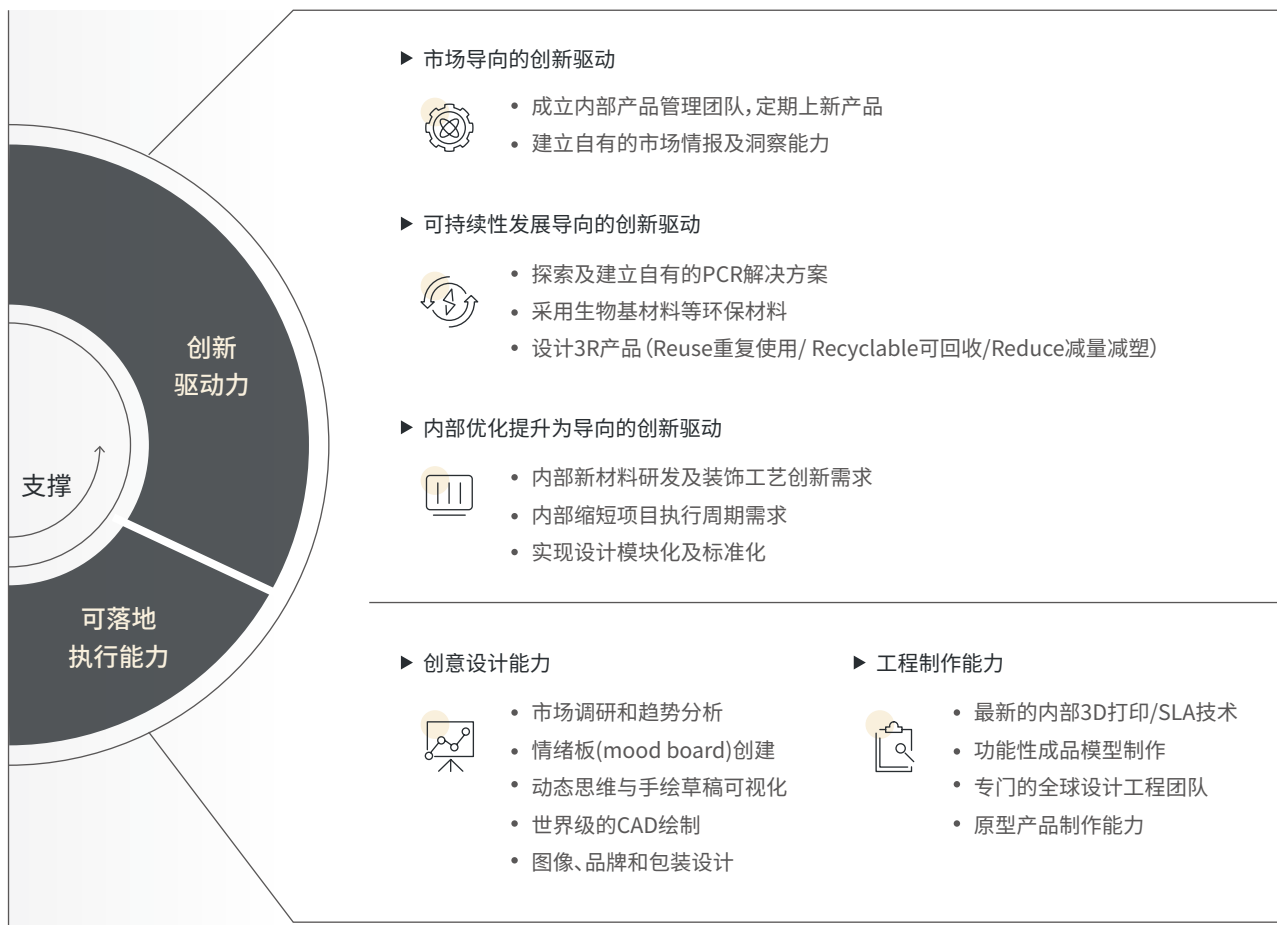 创新
驱动力
支撑
可落地
执行能力
市场导向的创新驱动
成立内部产品管理团队，定期上新产品
建立自有的市场情报及洞察能力
可持续性发展导向的创新驱动
探索及建立自有的PCR解决方案
采用生物基材料等环保材料
设计3R产品（Reuse重复使用/ Recyclable可回收/Reduce减量减塑）
内部优化提升为导向的创新驱动
内部新材料研发及装饰工艺创新需求
内部缩短项目执行周期需求
实现设计模块化及标准化
创意设计能力
市场调研和趋势分析
情绪板(mood board)创建
动态思维与手绘草稿可视化
世界级的CAD绘制
图像、品牌和包装设计
工程制作能力
最新的内部3D打印/SLA技术
功能性成品模型制作
专门的全球设计工程团队
原型产品制作能力